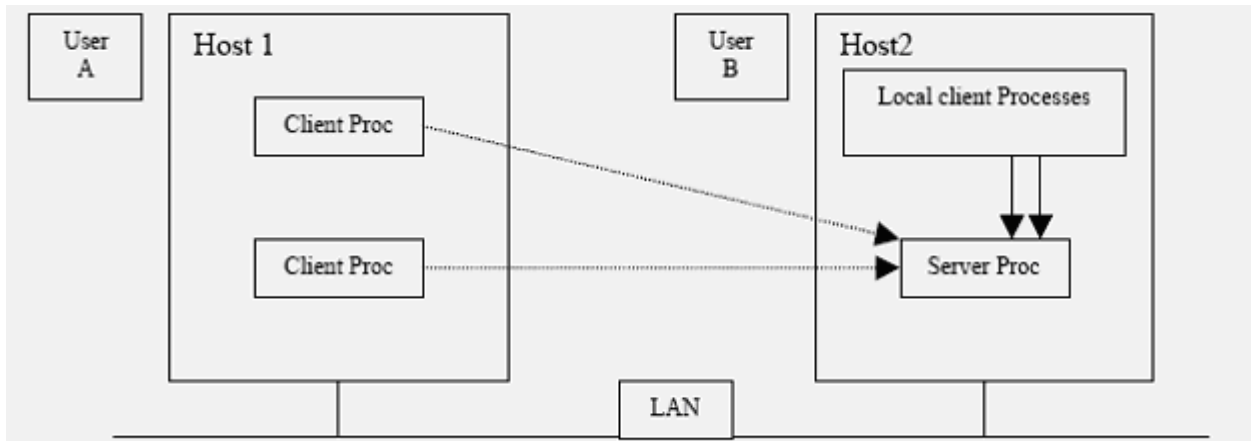 User
A
Host 1
Client Proc
Client Proc
User
B
Host2
Local client Processes
Server Proc
LAN